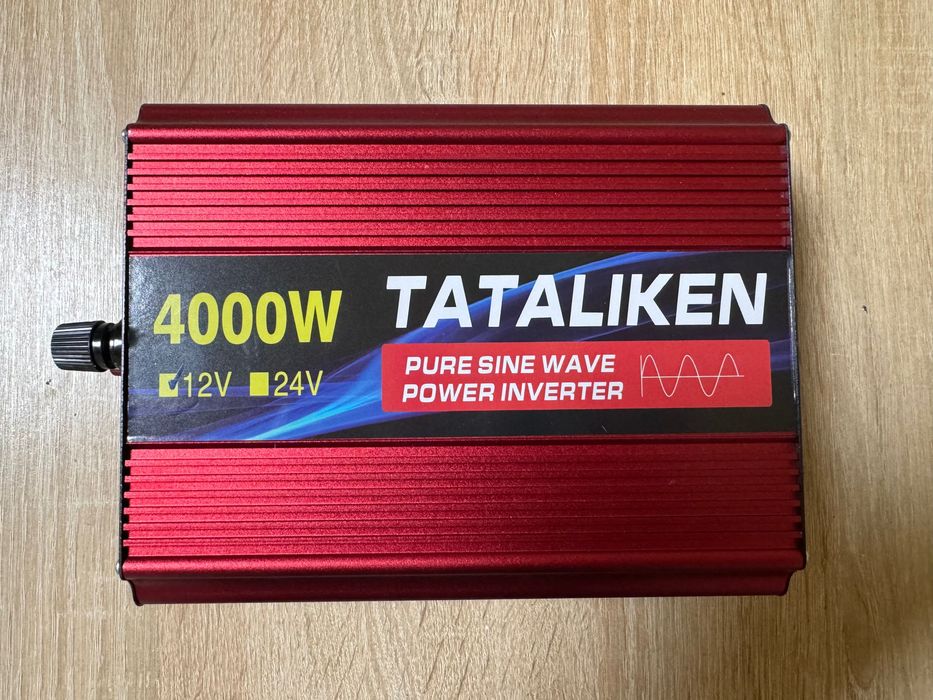 4000W
TATALIKEN
12V 24V
PURE SINE WAVE
POWER INVERTER